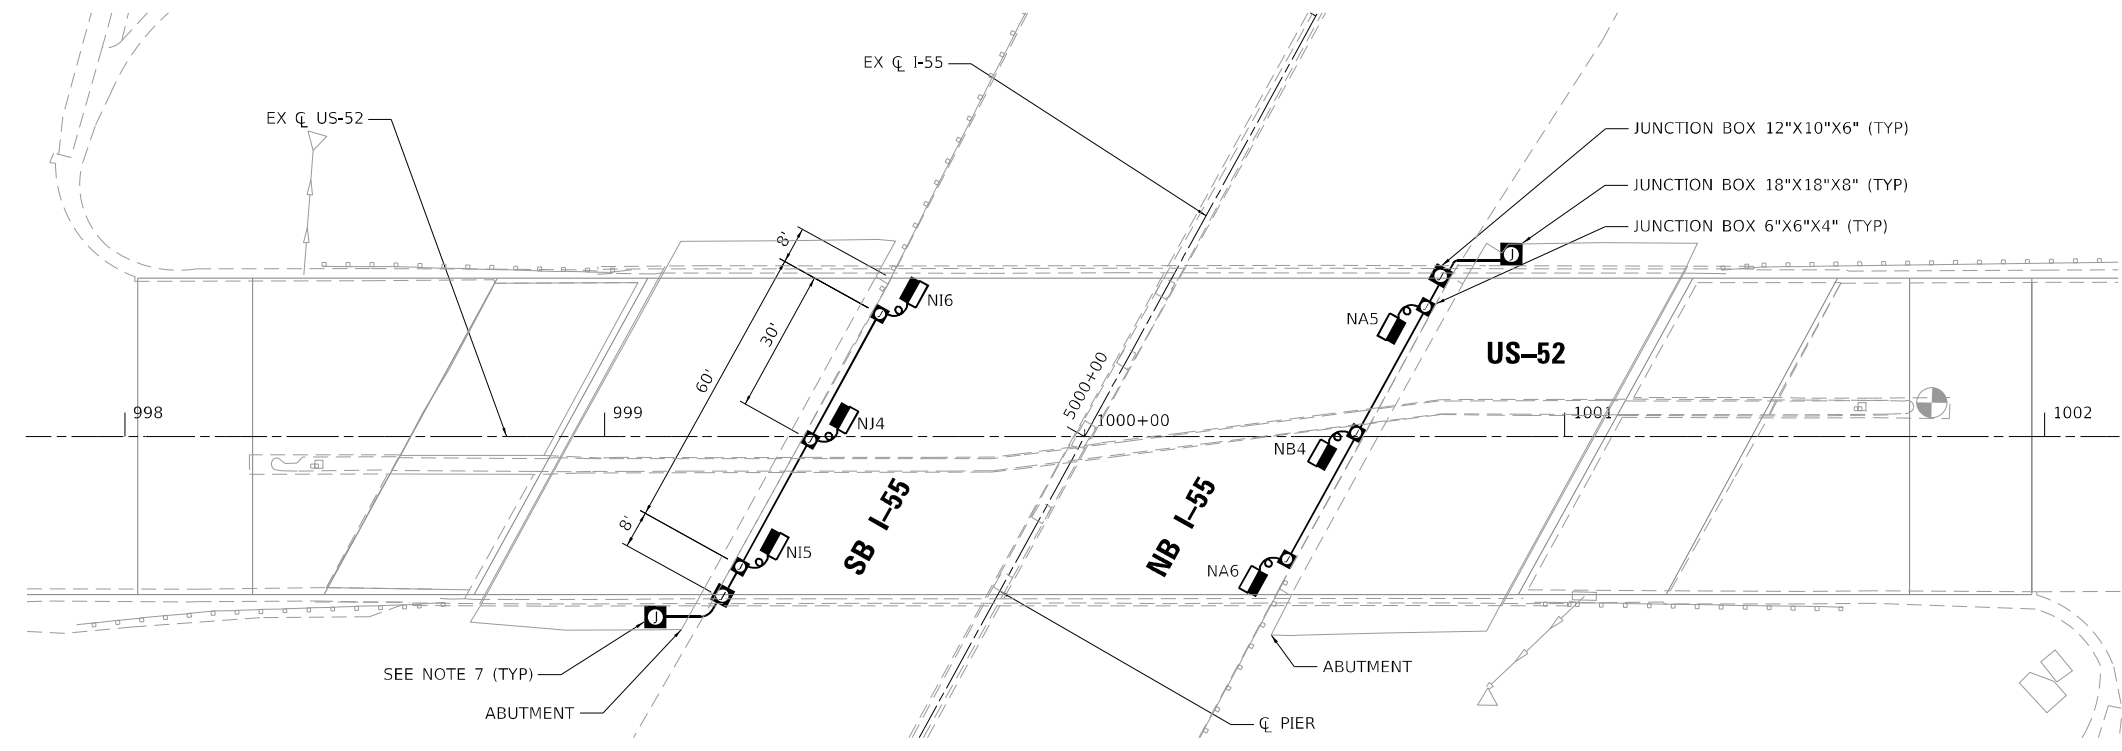 EX ℄ I-55
EX ℄ US-52
JUNCTION BOX 12"X10"X6" (TYP)
JUNCTION BOX 18"X18"X8" (TYP)
JUNCTION BOX 6"X6"X4" (TYP)
8'
J
J
NI6
J
J
NA5
30'
US–52
60'
5000+00
998
999
1000+00
1001
1002
NJ4
J
J
NB4
8'
SB I–55
NB I–55
NI5
J
J
NA6
J
J
SEE NOTE 7 (TYP)
ABUTMENT
ABUTMENT
℄ PIER